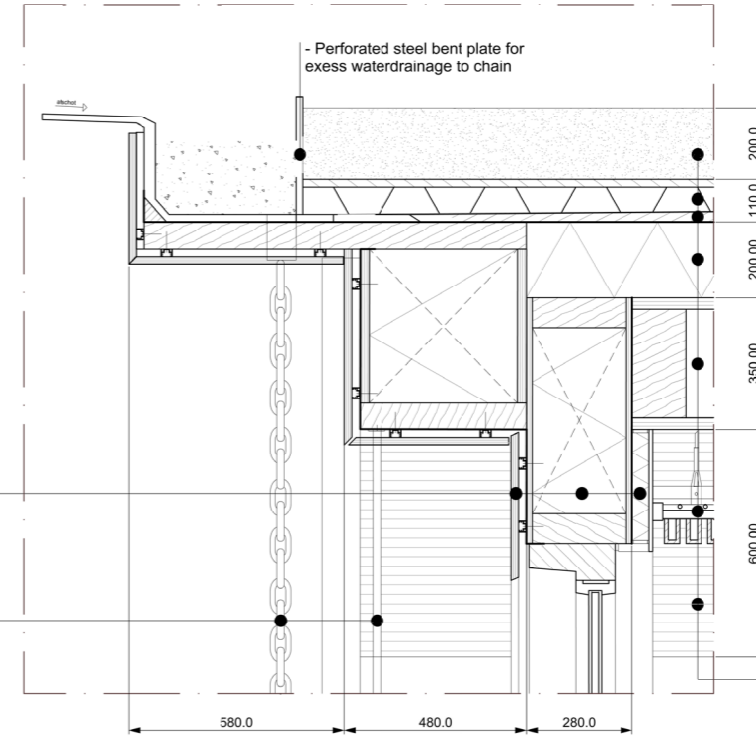 - Perforated steel bent plate for
exess waterdrainage to chain
afschot
200.0
110.0
200.00
350.00
600.00
580.0
480.0
280.0